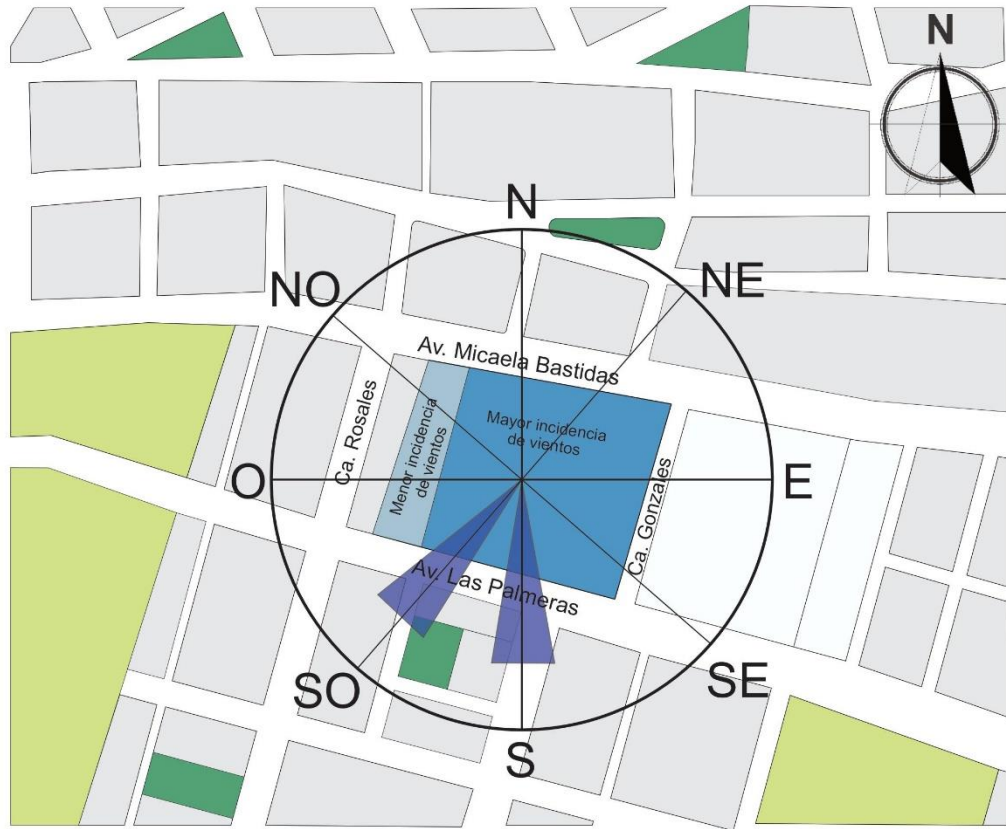 N
N
NO
NE
Av. Micaela Bastidas
Ca. Rosales
Menor incidencia
de vientos
Mayor incidencia
de vientos
O
E
Ca. Gonzales
Av. Las Palmeras
SO
SE
S